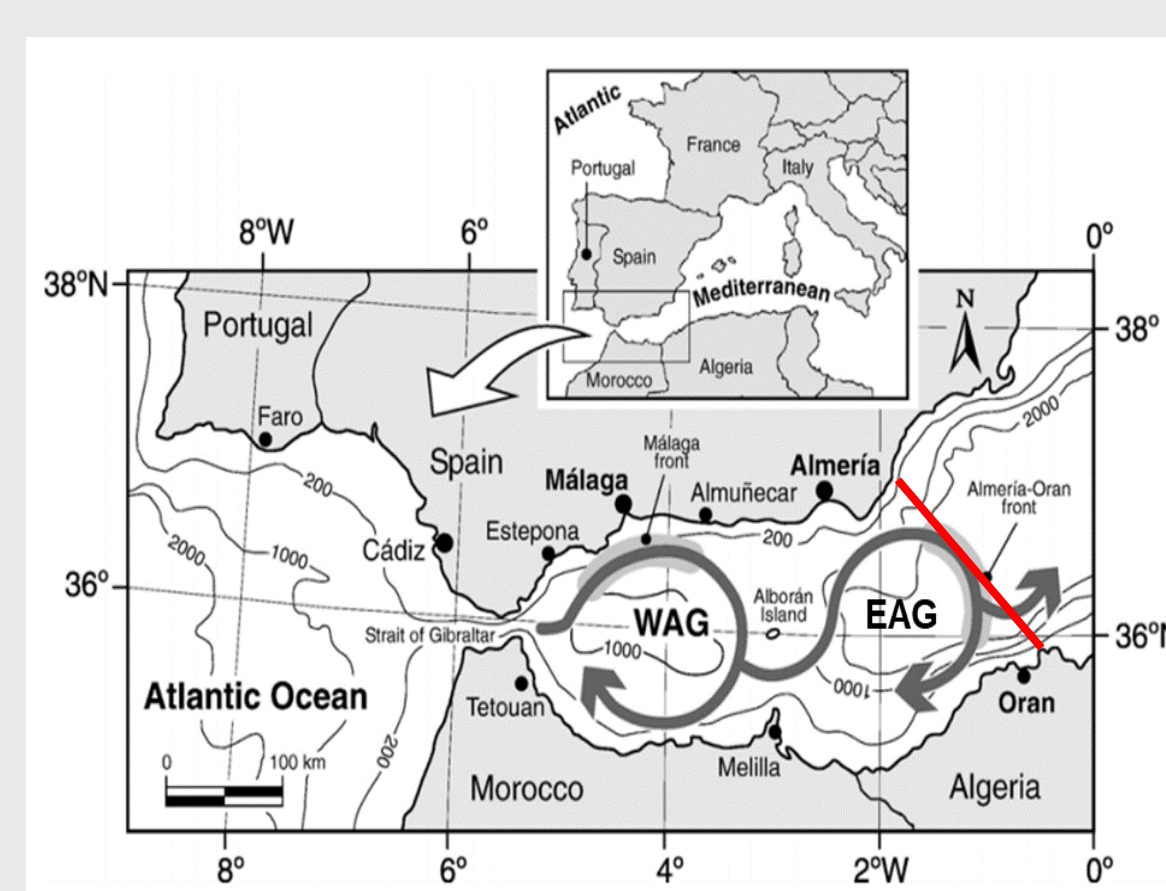 Atlantic
France
Portugal
Italy
Spain
Mediterranean
Morocco
Algeria
8ºW
6º
0º
38ºN
38º
N
Portugal
Faro
Spain
Málaga
front
2000
Málaga
Almería
Almuñecar
Almería-Oran
front
200
Estepona
200
2000
1000
Cádiz
36º
Alborán
Island
WAG
EAG
Strait of Gibraltar
1000
36ºN
1000
Atlantic Ocean
Tetouan
Oran
0
100 km
200
Melilla
Morocco
Algeria
8º
6º
4º
2ºW
0º